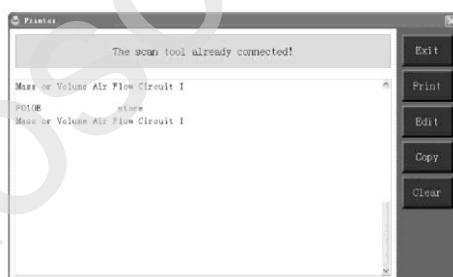 Printer
The scan tool already connected!
Mass or Volume Air Flow Circuit I
P010B store
Mass or Volume Air Flow Circuit I
Exit
Print
Edit
Copy
Clear